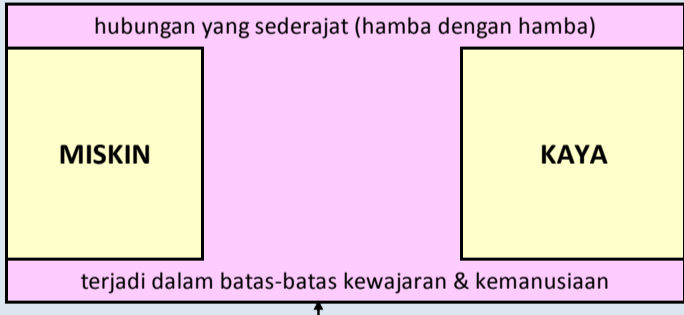 hubungan yang sederajat (hamba dengan hamba)
MISKIN
KAYA
terjadi dalam batas-batas kewajaran & kemanusiaan